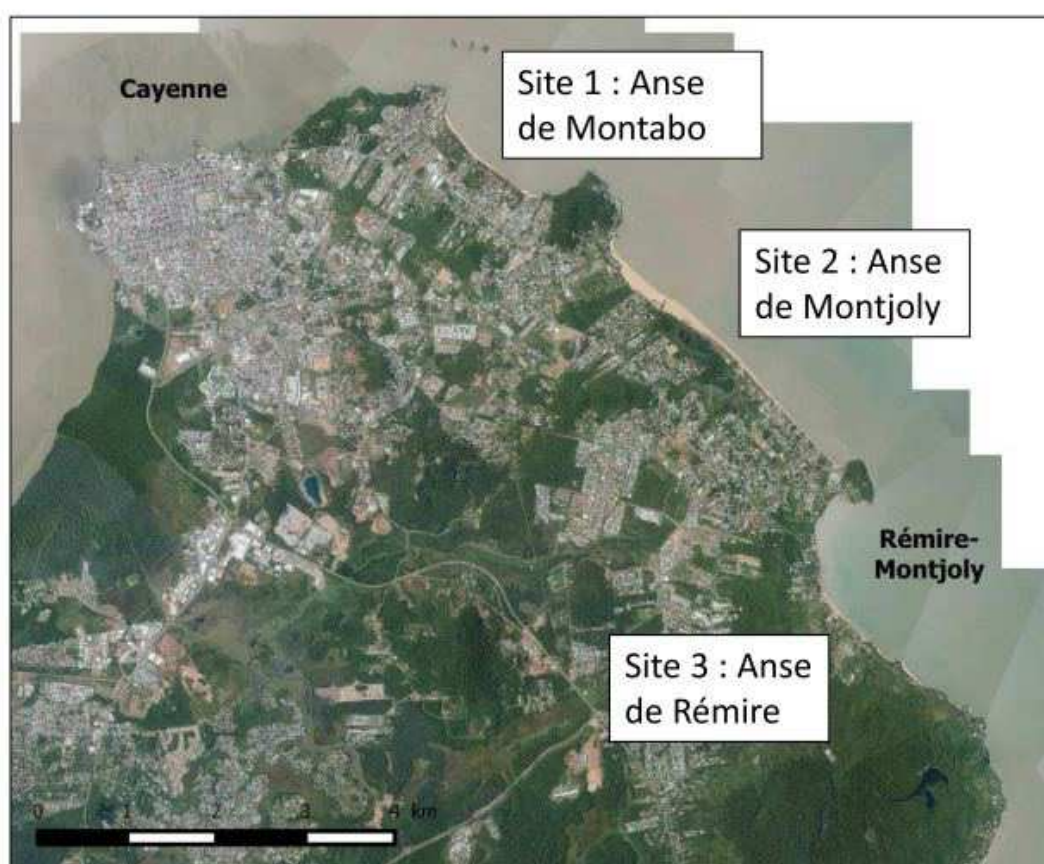 Cayenne
Site 1 : Anse
de Montabo
Site 2 : Anse
de Montjoly
Rémire-
Montjoly
Site 3 : Anse
de Rémire
0 1 2 3 4 km